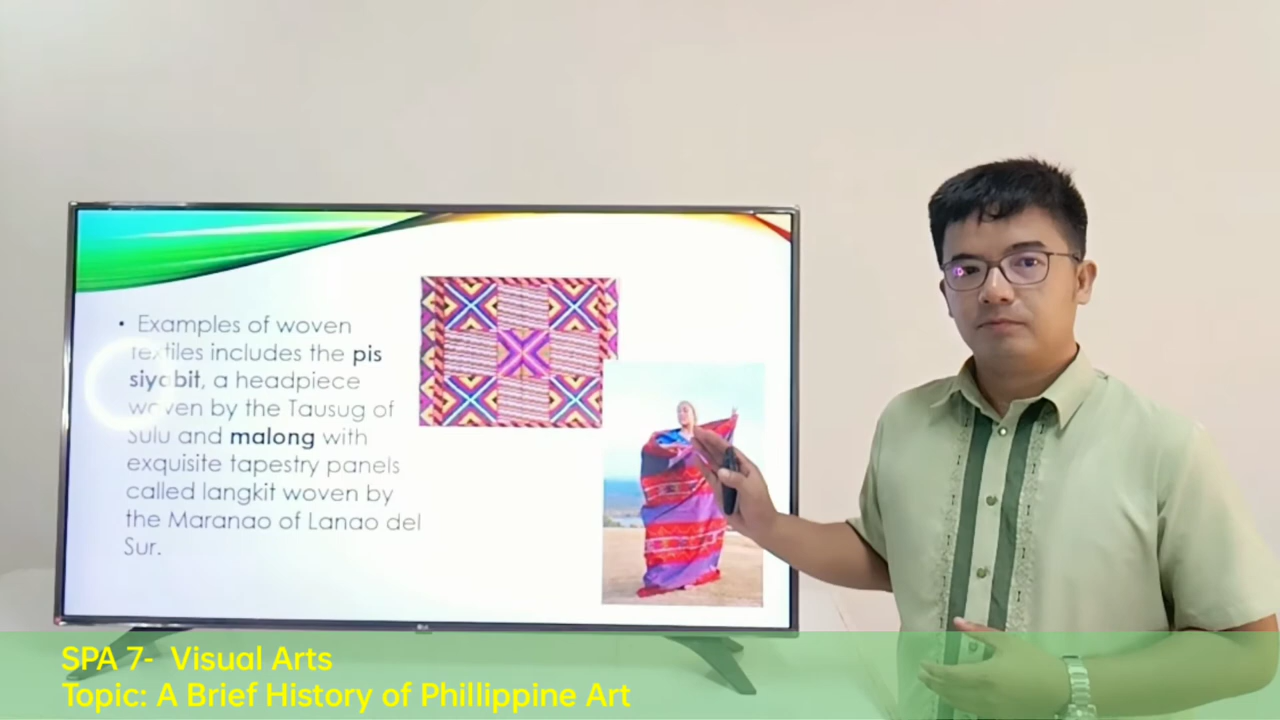 • Examples of woven
textiles includes the pis
siyabit, a headpiece
woven by the Tausug of
Sulu and malong with
exquisite tapestry panels
called langkit woven by
the Maranao of Lanao del
Sur.
LG
SPA 7- Visual Arts
Topic: A Brief History of Phillippine Art